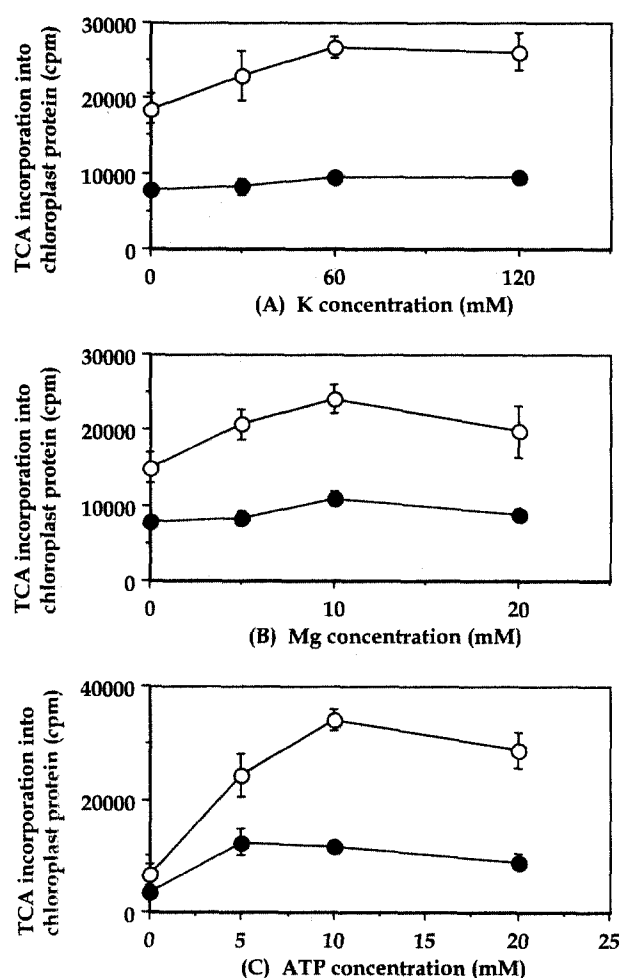 TCA incorporation into
chloroplast protein (cpm)
30000
20000
10000
0
0
60
120
(A) K concentration (mM)
TCA incorporation into
chloroplast protein (cpm)
30000
20000
10000
0
0
10
20
(B) Mg concentration (mM)
TCA incorporation into
chloroplast protein (cpm)
40000
20000
0
0
5
10
15
20
25
(C) ATP concentration (mM)